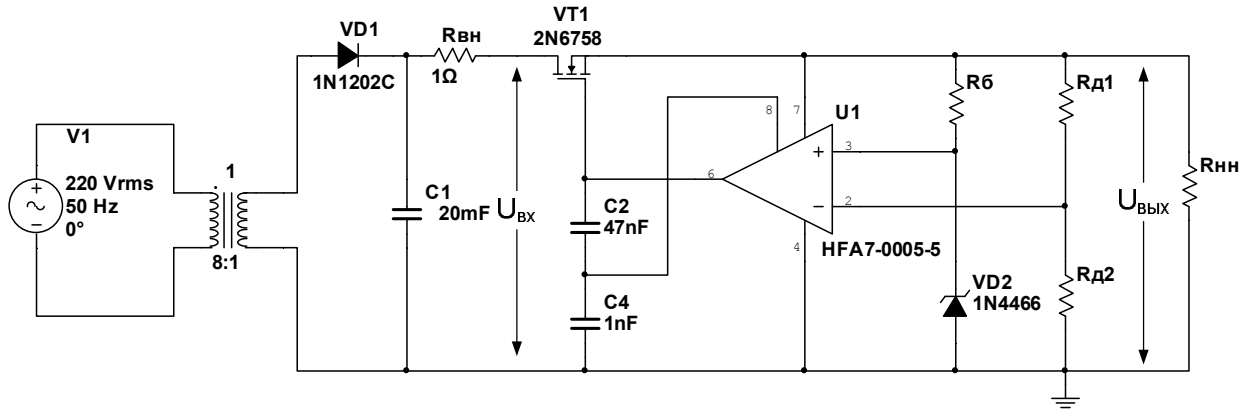 VT1
2N6758
VD1
1N1202C
Rвн
1Ω
V1
220 Vrms
50 Hz
0°
1
8:1
C1
20mF
Uвх
C2
47nF
C4
1nF
8
7
U1
3
6
2
4
HFA7-0005-5
Rб
Rд1
VD2
1N4466
Rд2
Uвых
Rнн